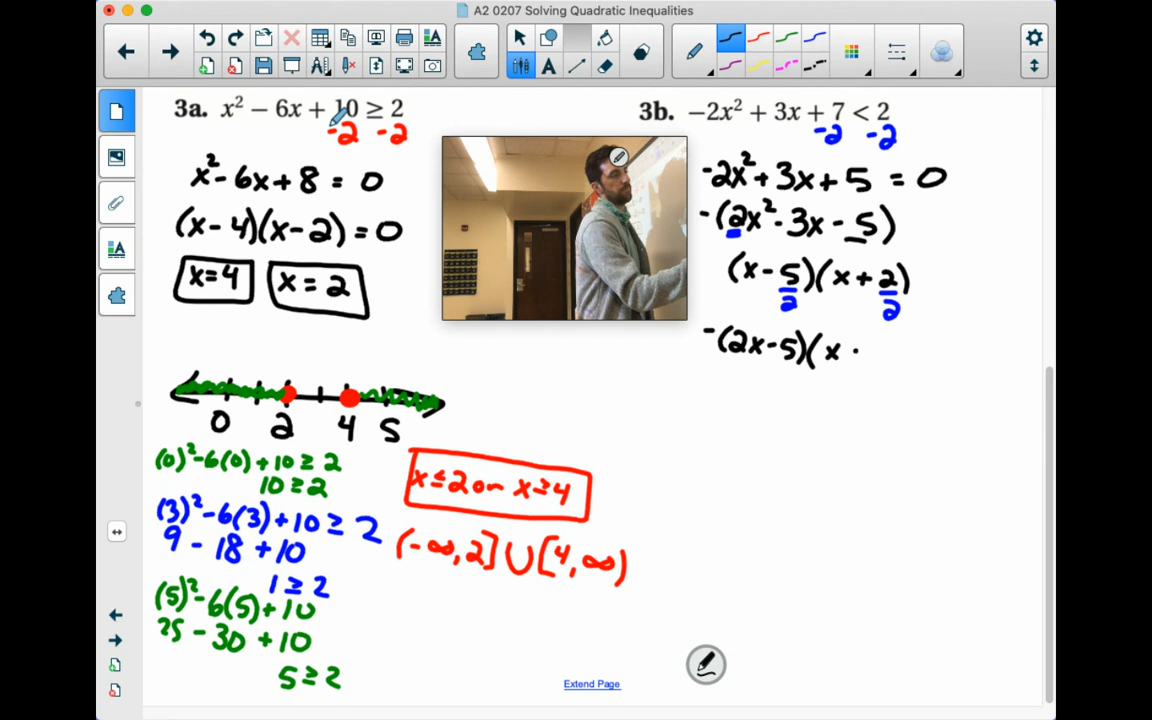 A2 0207 Solving Quadratic Inequalities
3a. x² − 6x + 10 ≥ 2
-2 -2
x² - 6x + 8 = 0
(x - 4)(x - 2) = 0
x = 4 x = 2
0 2 4 5
(0)² - 6(0) + 10 ≥ 2
10 ≥ 2
(3)² - 6(3) + 10 ≥ 2
9 - 18 + 10
1 ≥ 2
(5)² - 6(5) + 10
25 - 30 + 10
5 ≥ 2
x ≤ 2 or x ≥ 4
(-∞, 2] ∪ [4, ∞)
3b. −2x² + 3x + 7 < 2
-2 -2
-2x² + 3x + 5 = 0
-(2x² - 3x - 5)
(x - 5/2)(x + 2/2)
-(2x - 5)(x
Extend Page